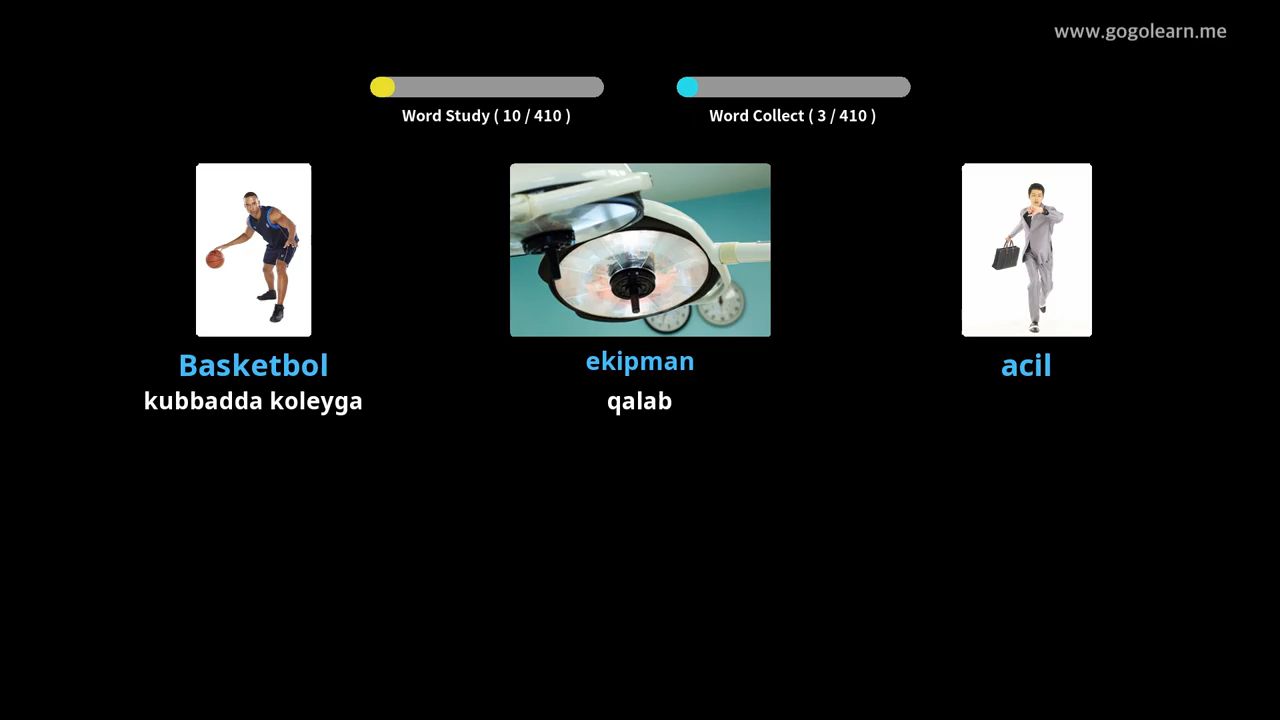 www.gogolearn.me
Word Study ( 10 / 410 )
Word Collect ( 3 / 410 )
Basketbol
kubbadda koleyga
ekipman
qalab
acil